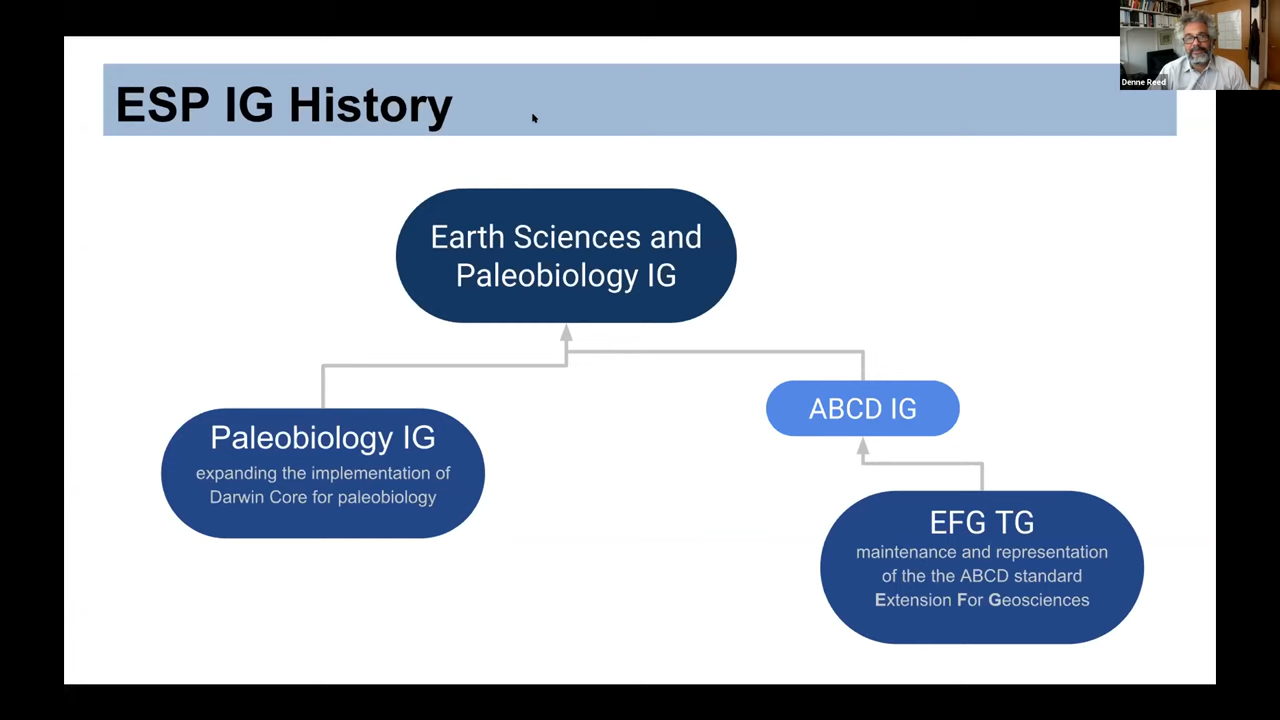 Denne Reed
ESP IG History
Earth Sciences and
Paleobiology IG
Paleobiology IG
expanding the implementation of
Darwin Core for paleobiology
ABCD IG
EFG TG
maintenance and representation
of the the ABCD standard
Extension For Geosciences